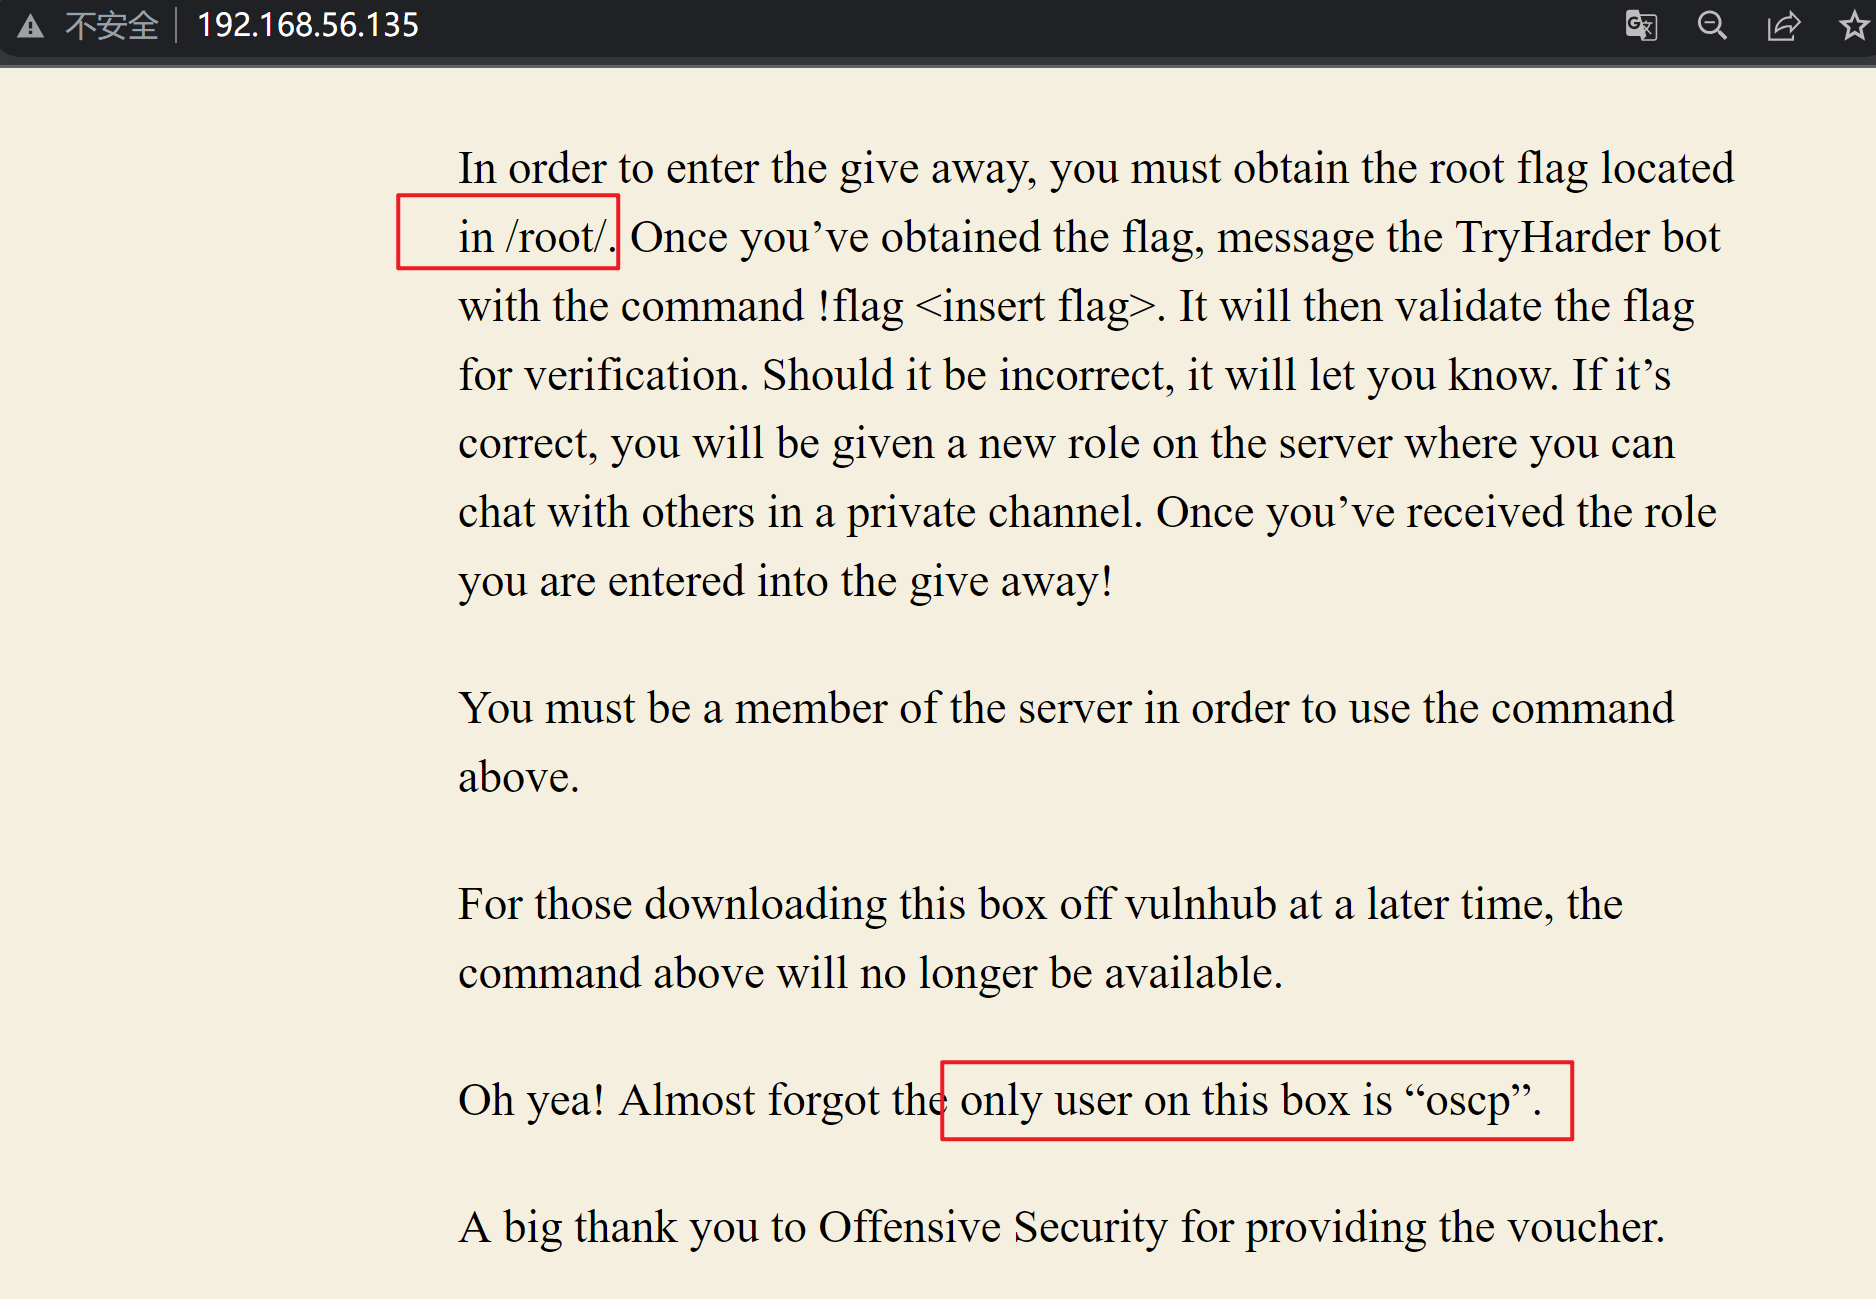 不安全 192.168.56.135
In order to enter the give away, you must obtain the root flag located
in /root/. Once you’ve obtained the flag, message the TryHarder bot
with the command !flag <insert flag>. It will then validate the flag
for verification. Should it be incorrect, it will let you know. If it’s
correct, you will be given a new role on the server where you can
chat with others in a private channel. Once you’ve received the role
you are entered into the give away!
You must be a member of the server in order to use the command
above.
For those downloading this box off vulnhub at a later time, the
command above will no longer be available.
Oh yea! Almost forgot the only user on this box is “oscp”.
A big thank you to Offensive Security for providing the voucher.